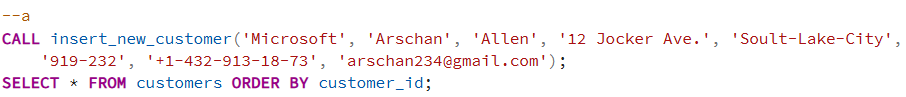 --a
CALL insert_new_customer('Microsoft', 'Arschan', 'Allen', '12 Jocker Ave.', 'Soult-Lake-City',
'919-232', '+1-432-913-18-73', 'arschan234@gmail.com');
SELECT * FROM customers ORDER BY customer_id;